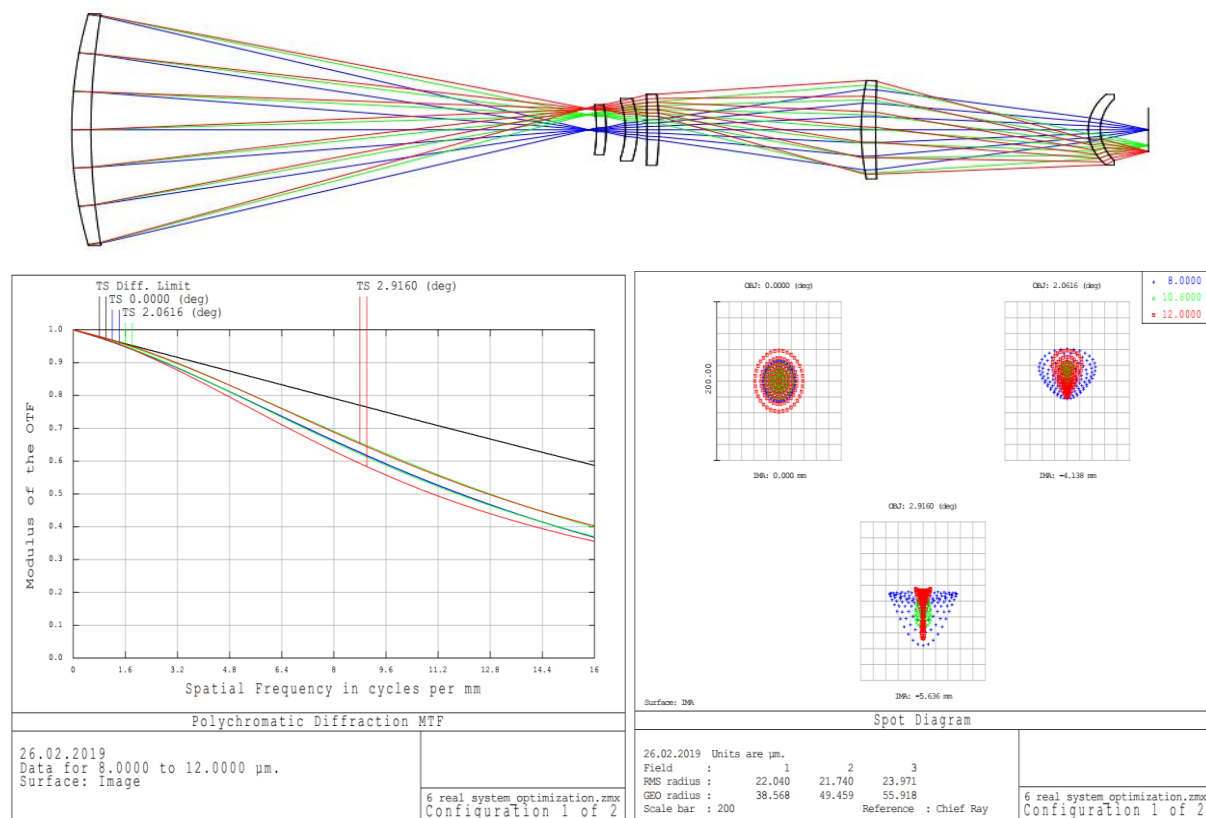 TS Diff. Limit
TS 0.0000 (deg)
TS 2.0616 (deg)
TS 2.9160 (deg)
1.0
0.9
0.8
0.7
0.6
0.5
0.4
0.3
0.2
0.1
0.0
Modulus of the OTF
0 1.6 3.2 4.8 6.4 8 9.6 11.2 12.8 14.4 16
Spatial Frequency in cycles per mm
Polychromatic Diffraction MTF
26.02.2019
Data for 8.0000 to 12.0000 µm.
Surface: Image
6 real system_optimization.zmx
Configuration 1 of 2
OBJ: 0.0000 (deg)
OBJ: 2.0616 (deg)
8.0000
10.6000
12.0000
200.00
IMA: 0.000 mm
IMA: -4.138 mm
OBJ: 2.9160 (deg)
IMA: -5.636 mm
Surface: IMA
Spot Diagram
26.02.2019 Units are µm.
Field : 1 2 3
RMS radius : 22.040 21.740 23.971
GEO radius : 38.568 49.459 55.918
Scale bar : 200 Reference : Chief Ray
6 real system_optimization.zmx
Configuration 1 of 2